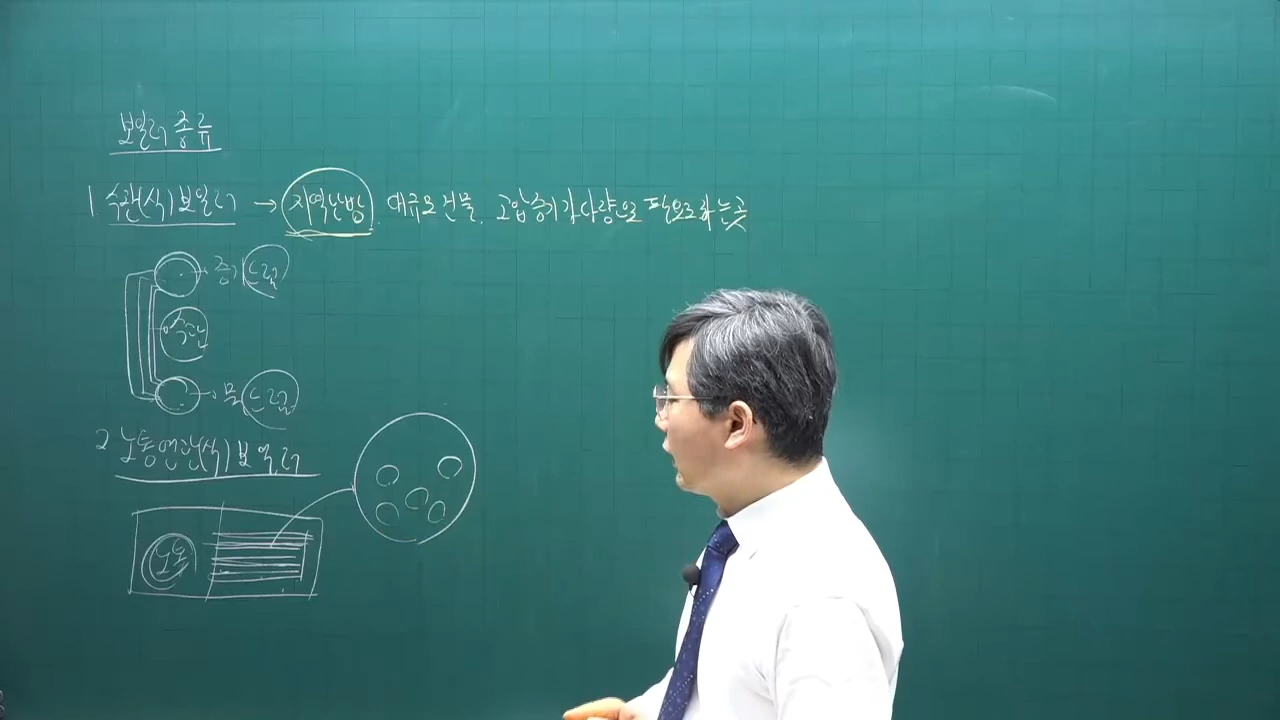 보일러 종류
1 수관(식)보일러 → 지역난방 대규모 건물, 고압증기가 다량으로 필요로 하는 곳
증기 드럼
수관
물 드럼
2 노통연관(식)보일러
노통